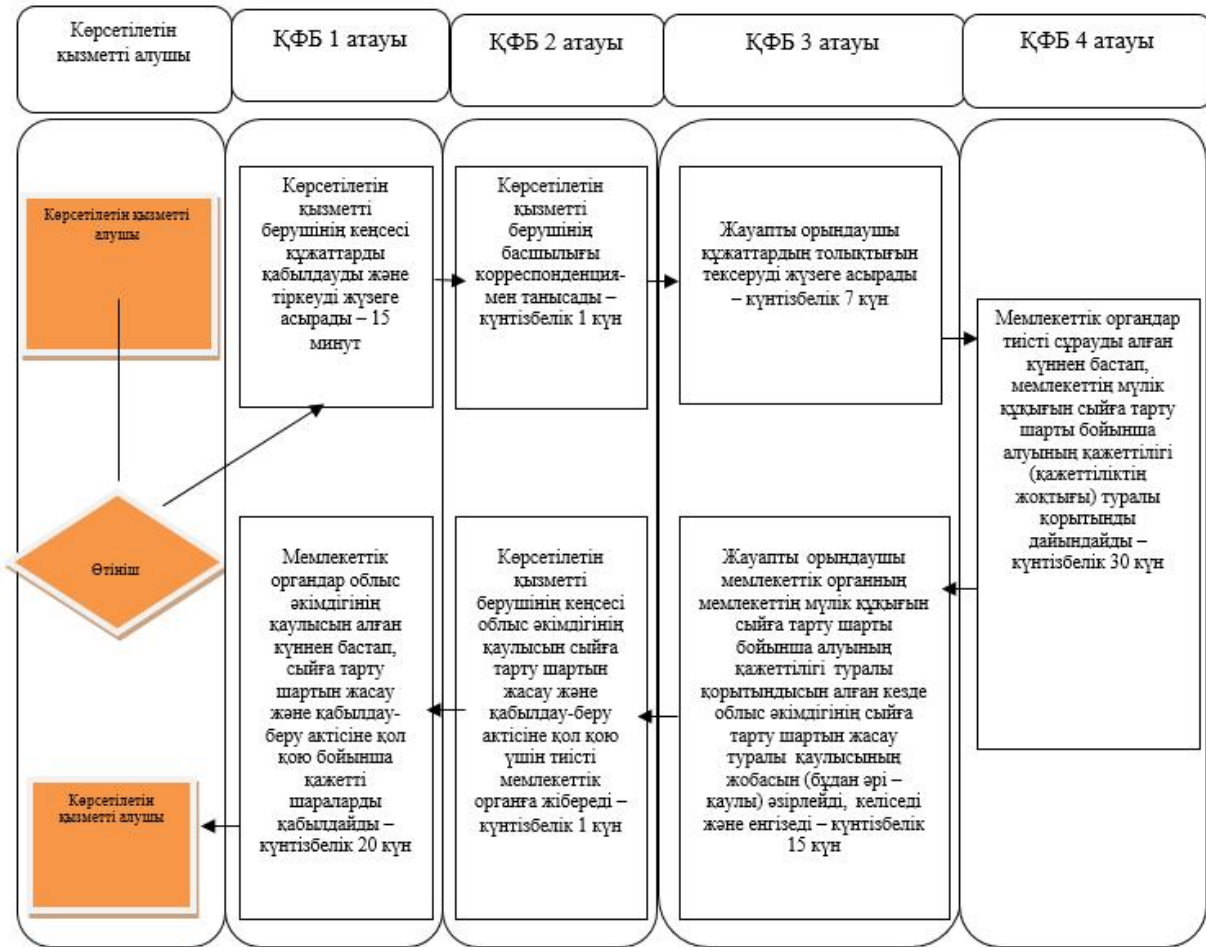 Көрсетілетін
қызметті алушы
ҚФБ 1 атауы
ҚФБ 2 атауы
ҚФБ 3 атауы
ҚФБ 4 атауы
Көрсетілетін қызметті
алушы
Көрсетілетін
қызметті
берушінің кеңсесі
құжаттарды
қабылдауды және
тіркеуді жүзеге
асырады – 15
минут
Көрсетілетін
қызметті
берушінің
басшылығы
корреспонденция-
мен танысады –
күнтізбелік 1 күн
Жауапты орындаушы
құжаттардың толықтығын
тексеруді жүзеге асырады
– күнтізбелік 7 күн
Мемлекеттік органдар
тиісті сұрауды алған
күннен бастап,
мемлекеттің мүлік
құқығын сыйға тарту
шарты бойынша
алуының қажеттілігі
(қажеттіліктің
жоқтығы) туралы
қорытынды
дайындайды –
күнтізбелік 30 күн
Өтініш
Мемлекеттік
органдар облыс
әкімдігінің
қаулысын алған
күннен бастап,
сыйға тарту
шартын жасау
және қабылдау-
беру актісіне қол
қою бойынша
қажетті
шараларды
қабылдайды –
күнтізбелік 20 күн
Көрсетілетін
қызметті
берушінің кеңсесі
облыс әкімдігінің
қаулысын сыйға
тарту шартын
жасау және
қабылдау-беру
актісіне қол қою
үшін тиісті
мемлекеттік
органға жібереді –
күнтізбелік 1 күн
Жауапты орындаушы
мемлекеттік органның
мемлекеттің мүлік құқығын
сыйға тарту шарты
бойынша алуының
қажеттілігі туралы
қорытындысын алған кезде
облыс әкімдігінің сыйға
тарту шартын жасау
туралы қаулысының
жобасын (бұдан әрі –
қаулы) әзірлейді, келіседі
және енгізеді – күнтізбелік
15 күн
Көрсетілетін
қызметті алушы